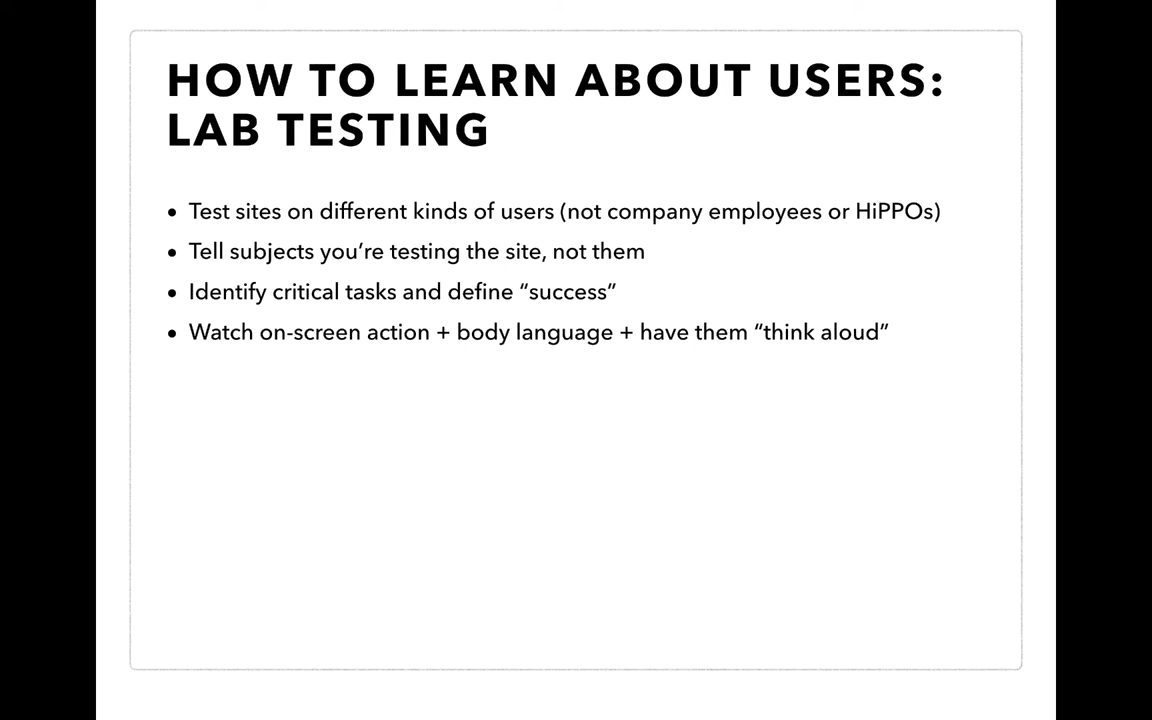 HOW TO LEARN ABOUT USERS:
LAB TESTING
• Test sites on different kinds of users (not company employees or HiPPOs)
• Tell subjects you’re testing the site, not them
• Identify critical tasks and define “success”
• Watch on-screen action + body language + have them “think aloud”